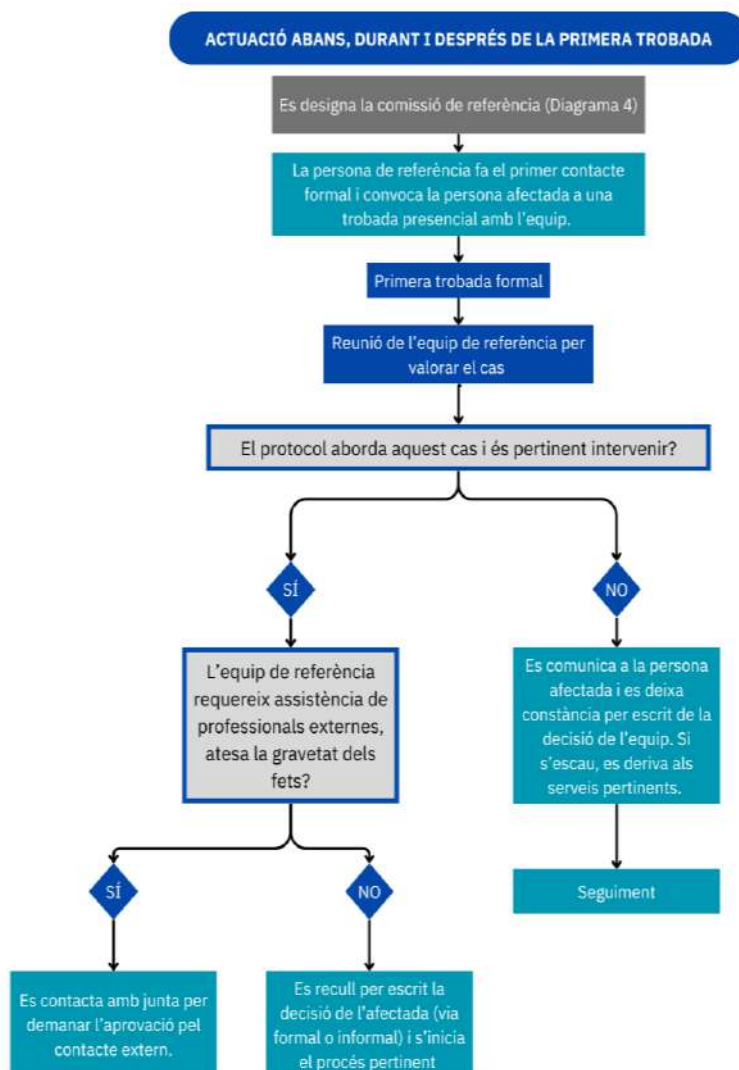 ACTUACIÓ ABANS, DURANT I DESPRÉS DE LA PRIMERA TROBADA
Es designa la comissió de referència (Diagrama 4)
La persona de referència fa el primer contacte
formal i convoca la persona afectada a una
trobada presencial amb l'equip.
Primera trobada formal
Reunió de l'equip de referència per
valorar el cas
El protocol aborda aquest cas i és pertinent intervenir?
SÍ
NO
L'equip de referència
requereix assistència de
professionals externes,
atesa la gravetat dels
fets?
Es comunica a la persona
afectada i es deixa
constància per escrit de la
decisió de l'equip. Si
s'escau, es deriva als
serveis pertinents.
SÍ
NO
Seguiment
Es contacta amb junta per
demanar l'aprovació pel
contacte extern.
Es recull per escrit la
decisió de l'afectada (via
formal o informal) i s'inicia
el procés pertinent